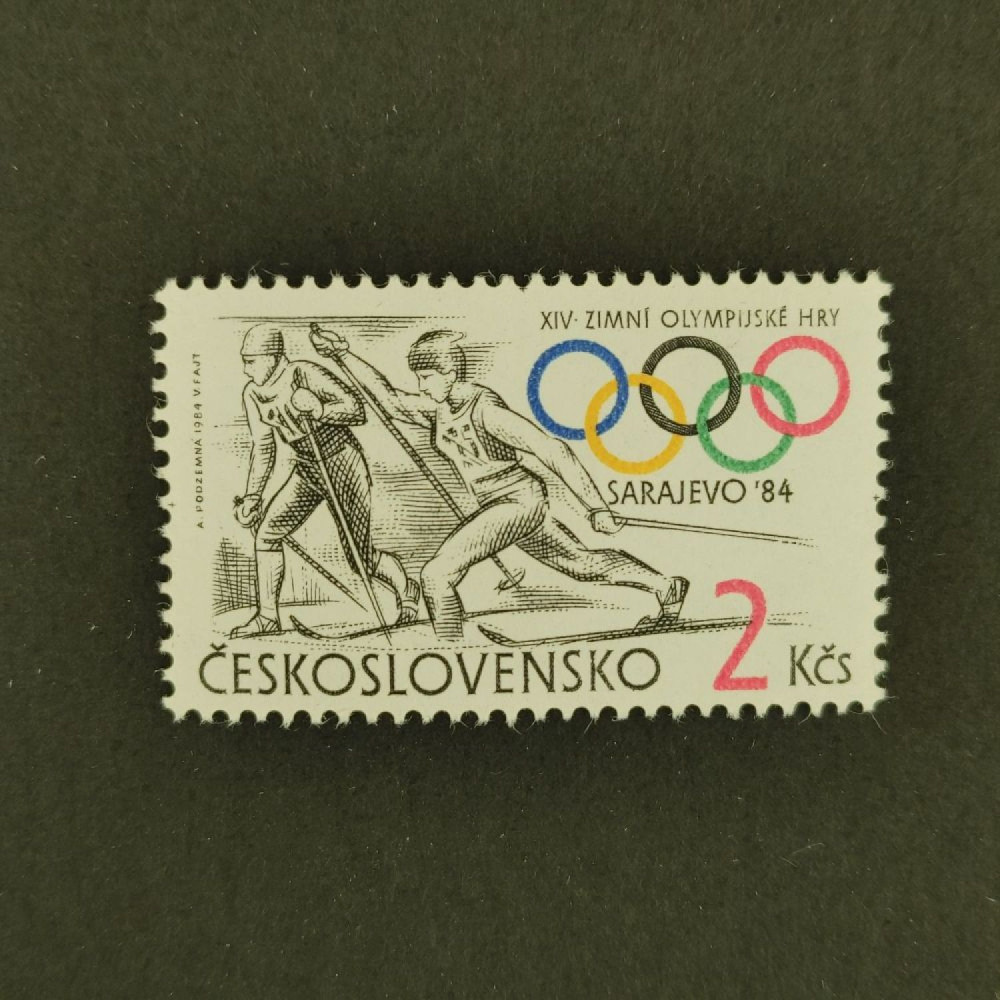 XIV· ZIMNÍ OLYMPIJSKÉ HRY
SARAJEVO '84
A. PODZEMNÁ 1984 V. FAJT
ČESKOSLOVENSKO
2 Kčs